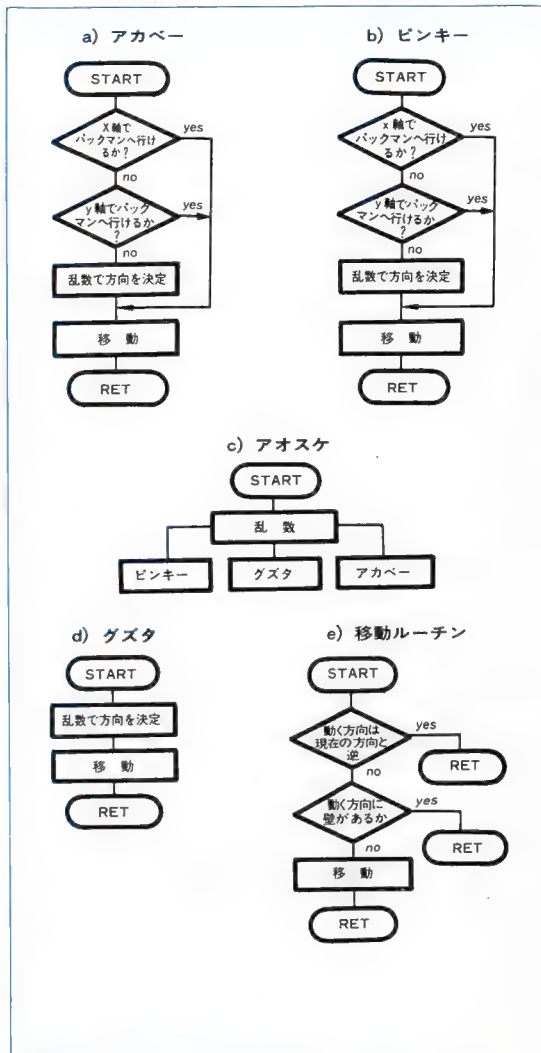 a) アカベー
START
X軸で
パックマンへ行ける
か?
yes
no
y軸でパック
マンへ行けるか
?
yes
no
乱数で方向を決定
移動
RET
b) ピンキー
START
x軸で
パックマンへ行け
るか?
yes
no
y軸でパック
マンへ行けるか
?
yes
no
乱数で方向を決定
移動
RET
c) アオスケ
START
乱数
ピンキー
グズタ
アカベー
d) グズタ
START
乱数で方向を決定
移動
RET
e) 移動ルーチン
START
動く方向は
現在の方向と
逆
yes
RET
no
動く方向に
壁があるか
yes
RET
no
移動
RET